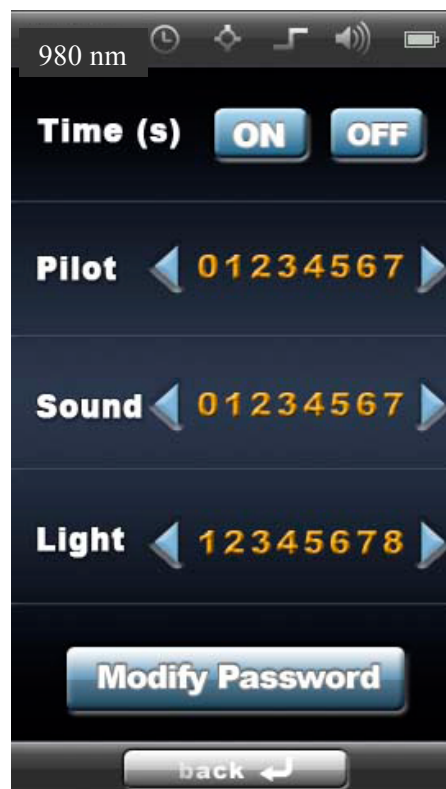 980 nm
Time (s) ON OFF
Pilot 01234567
Sound 01234567
Light 12345678
Modify Password
back